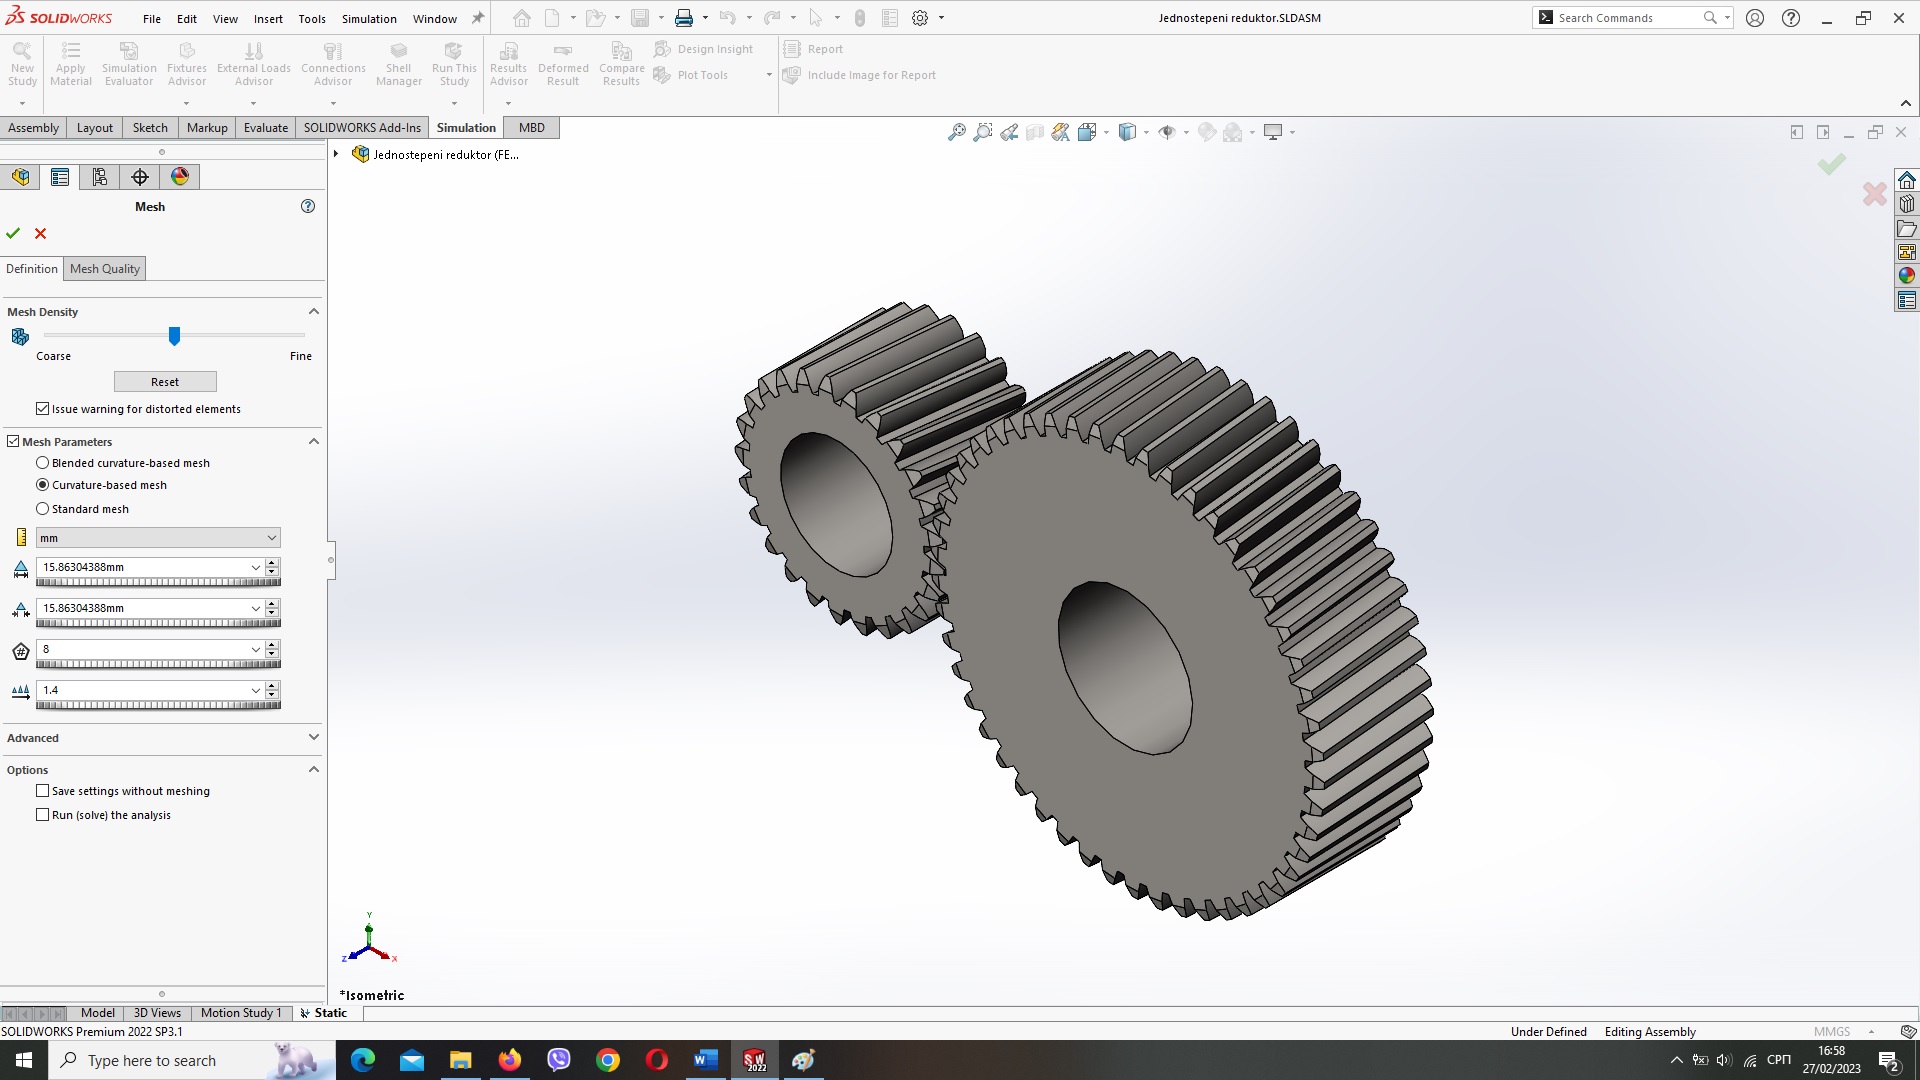 SOLIDWORKS File Edit View Insert Tools Simulation Window Jednostepeni reduktor.SLDASM Search Commands
New Study
Apply Material
Simulation Evaluator
Fixtures Advisor
External Loads Advisor
Connections Advisor
Shell Manager
Run This Study
Results Advisor
Deformed Result
Compare Results
Design Insight
Plot Tools
Report
Include Image for Report
Assembly Layout Sketch Markup Evaluate SOLIDWORKS Add-Ins Simulation MBD
Jednostepeni reduktor (FE...
Mesh
Definition Mesh Quality
Mesh Density
Coarse Fine
Reset
Issue warning for distorted elements
Mesh Parameters
Blended curvature-based mesh
Curvature-based mesh
Standard mesh
mm
15.86304388mm
15.86304388mm
8
1.4
Advanced
Options
Save settings without meshing
Run (solve) the analysis
Y
Z X
*Isometric
Model 3D Views Motion Study 1 Static
SOLIDWORKS Premium 2022 SP3.1 Under Defined Editing Assembly MMGS
Type here to search
W
SW 2022
СРП
16:58
27/02/2023
2